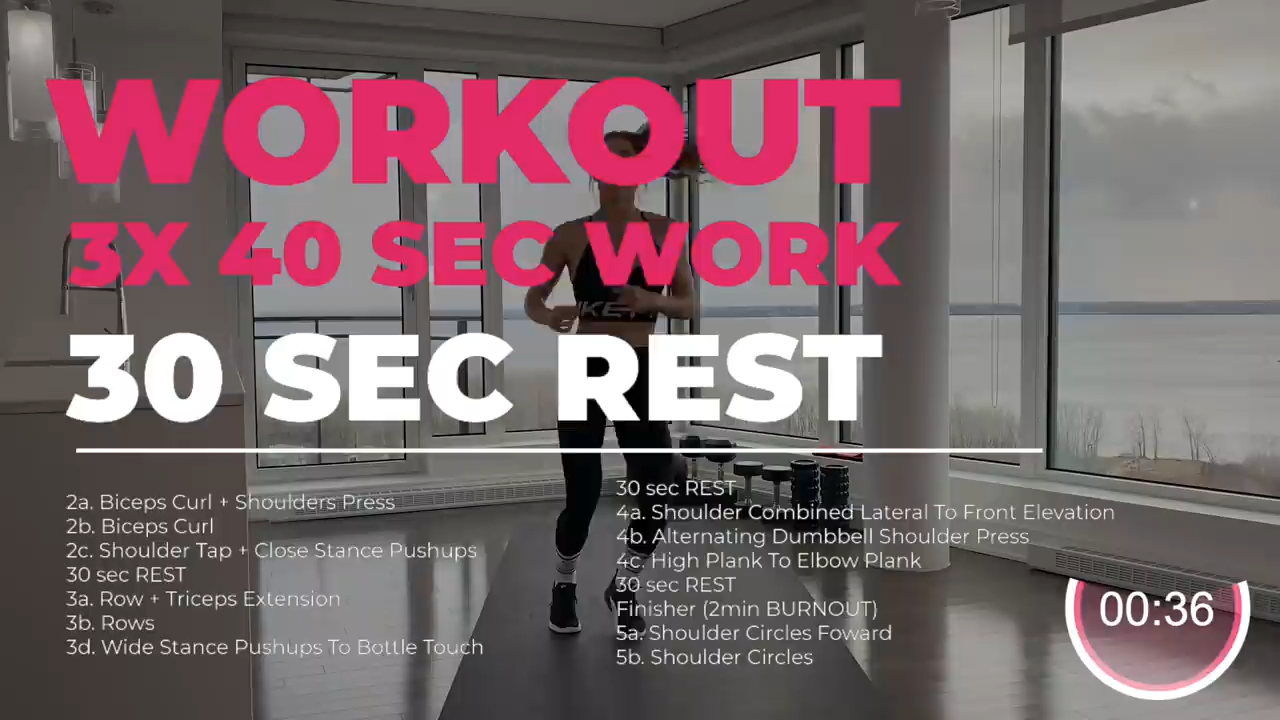 WORKOUT
3X 40 SEC WORK
30 SEC REST
2a. Biceps Curl + Shoulders Press
2b. Biceps Curl
2c. Shoulder Tap + Close Stance Pushups
30 sec REST
3a. Row + Triceps Extension
3b. Rows
3d. Wide Stance Pushups To Bottle Touch
30 sec REST
4a. Shoulder Combined Lateral To Front Elevation
4b. Alternating Dumbbell Shoulder Press
4c. High Plank To Elbow Plank
30 sec REST
Finisher (2min BURNOUT)
5a. Shoulder Circles Foward
5b. Shoulder Circles
00:36